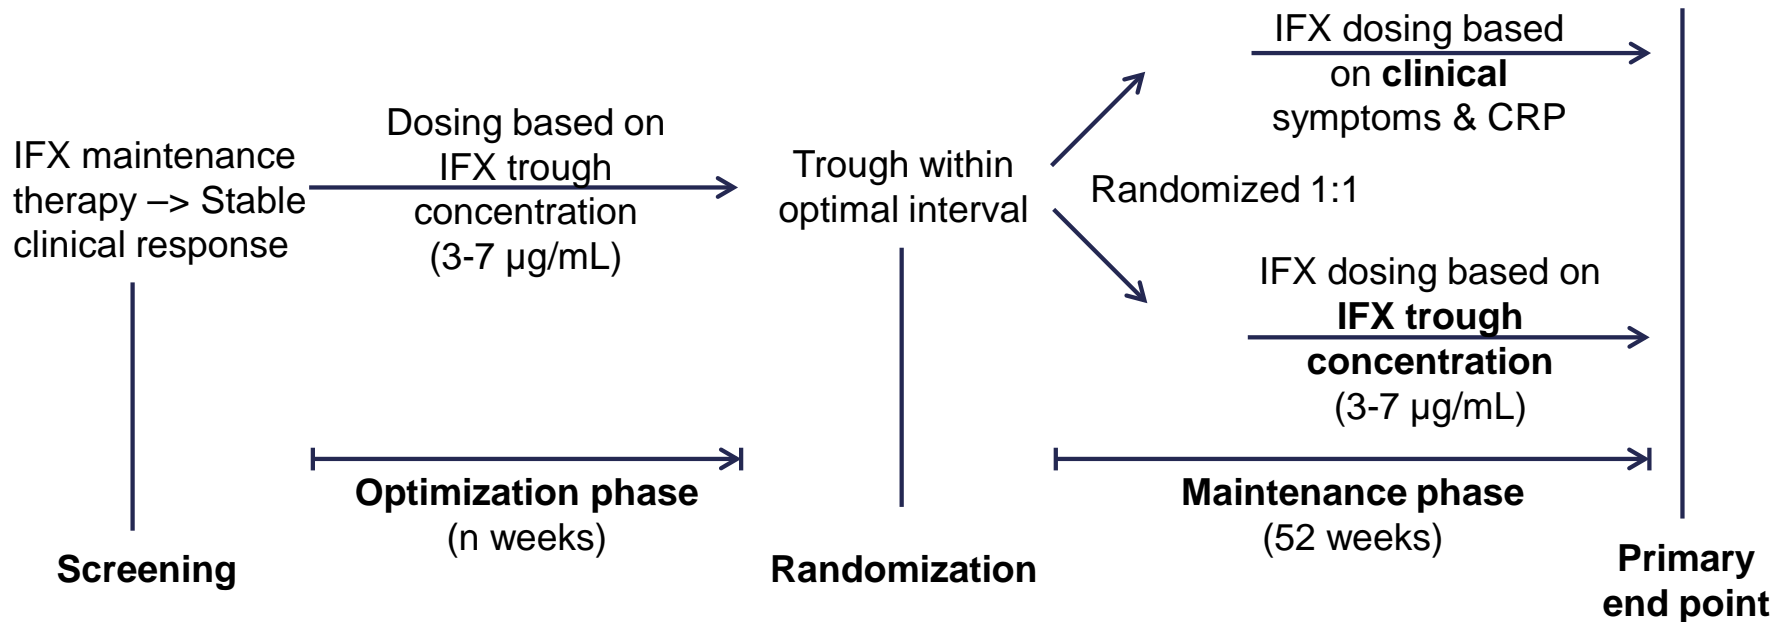 IFX maintenance
therapy –> Stable
clinical response
Dosing based on
IFX trough
concentration
(3-7 µg/mL)
Trough within
optimal interval
Randomized 1:1
IFX dosing based
on clinical
symptoms & CRP
IFX dosing based on
IFX trough
concentration
(3-7 µg/mL)
Optimization phase
(n weeks)
Maintenance phase
(52 weeks)
Screening
Randomization
Primary
end point